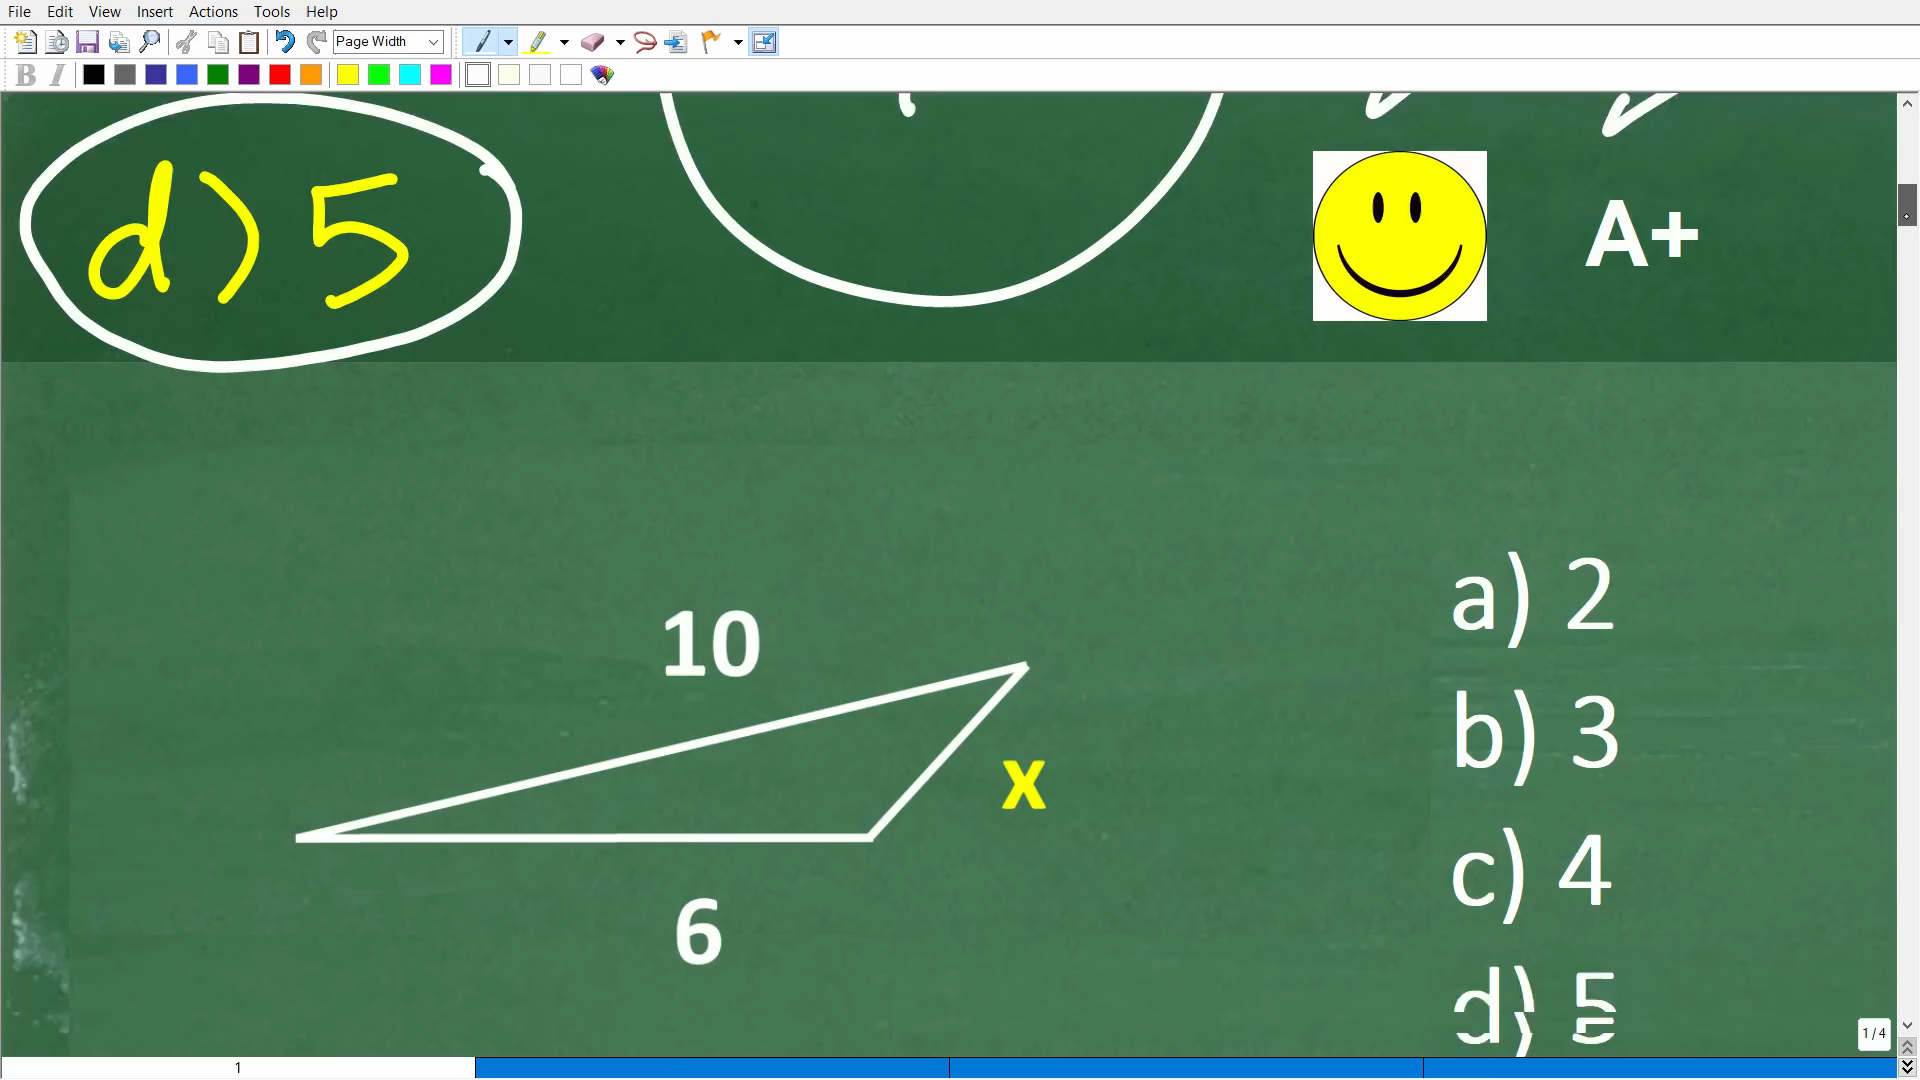 File Edit View Insert Actions Tools Help
Page Width
B I
d) 5
A+
10
a) 2
b) 3
x
c) 4
6
d) 5
1 / 4
1